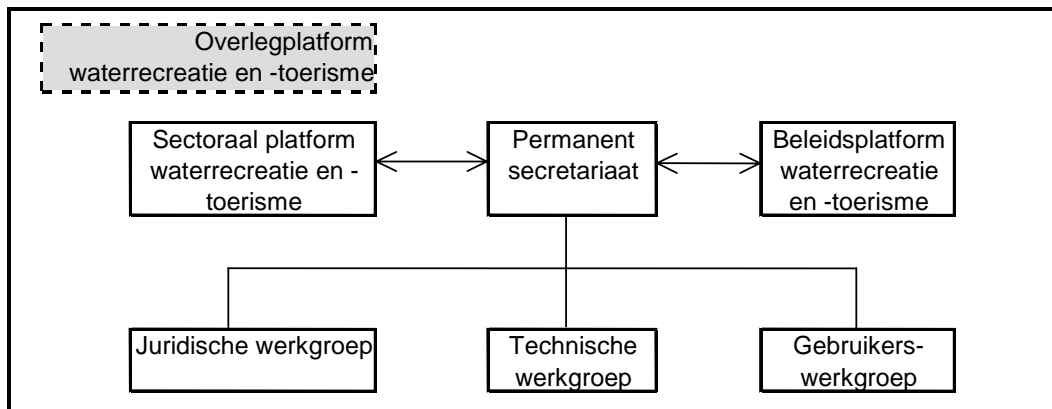 Overlegplatform
waterrecreatie en -toerisme
Sectoraal platform
waterrecreatie en -
toerisme
Permanent
secretariaat
Beleidsplatform
waterrecreatie
en -toerisme
Juridische werkgroep
Technische
werkgroep
Gebruikers-
werkgroep